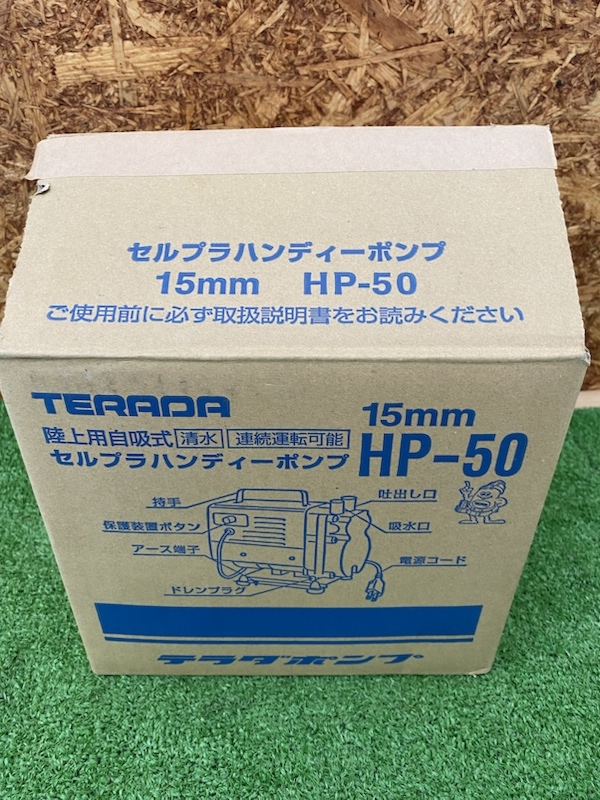 セルプラハンディーポンプ
15mm HP-50
ご使用前に必ず取扱説明書をお読みください
TERADA
15mm
陸上用自吸式 清水 連続運転可能
セルプラハンディーポンプ
HP-50
持手
吐出し口
保護装置ボタン
吸水口
アース端子
電源コード
ドレンプラグ
テラダポンプ